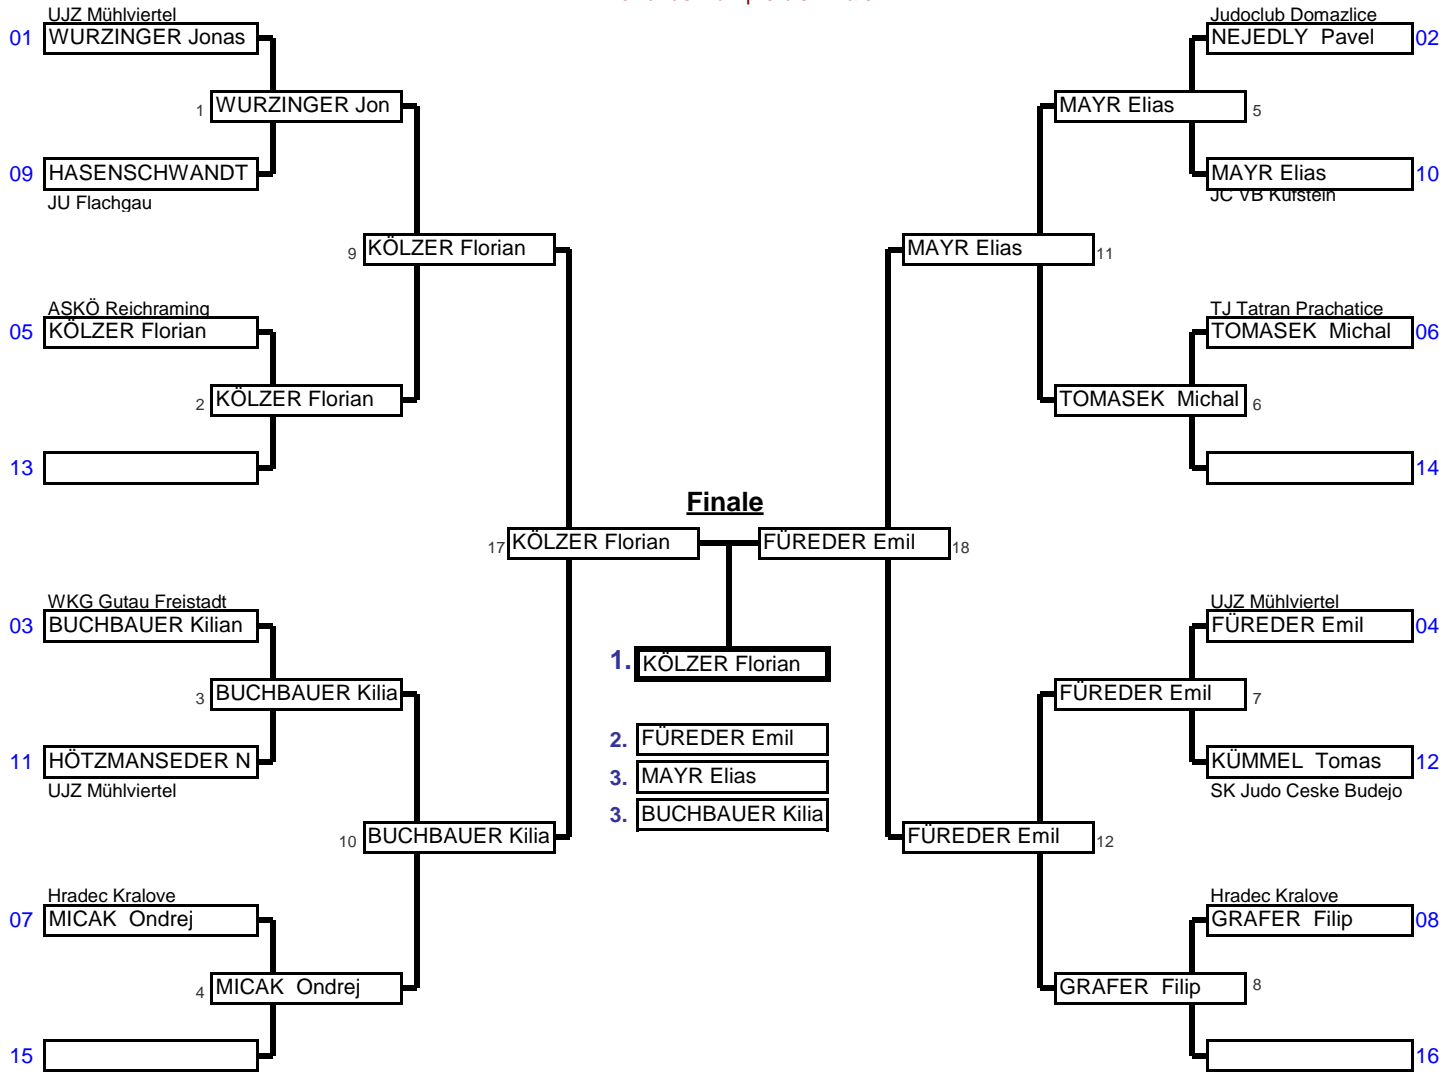 UJZ Mühlviertel
01 WURZINGER Jonas
1 WURZINGER Jon
09 HASENSCHWANDT
JU Flachgau
9 KÖLZER Florian
ASKÖ Reichraming
05 KÖLZER Florian
2 KÖLZER Florian
13
17 KÖLZER Florian
WKG Gutau Freistadt
03 BUCHBAUER Kilian
3 BUCHBAUER Kilia
11 HÖTZMANSEDER N
UJZ Mühlviertel
10 BUCHBAUER Kilia
Hradec Kralove
07 MICAK Ondrej
4 MICAK Ondrej
15
Finale
1. KÖLZER Florian
2. FÜREDER Emil
3. MAYR Elias
3. BUCHBAUER Kilia
Judoclub Domazlice
NEJEDLY Pavel 02
MAYR Elias 5
MAYR Elias 10
JC VB Kufstein
MAYR Elias 11
TJ Tatran Prachatice
TOMASEK Michal 06
TOMASEK Michal 6
14
FÜREDER Emil 18
UJZ Mühlviertel
FÜREDER Emil 04
FÜREDER Emil 7
KÜMMEL Tomas 12
SK Judo Ceske Budejo
FÜREDER Emil 12
Hradec Kralove
GRAFER Filip 08
GRAFER Filip 8
16